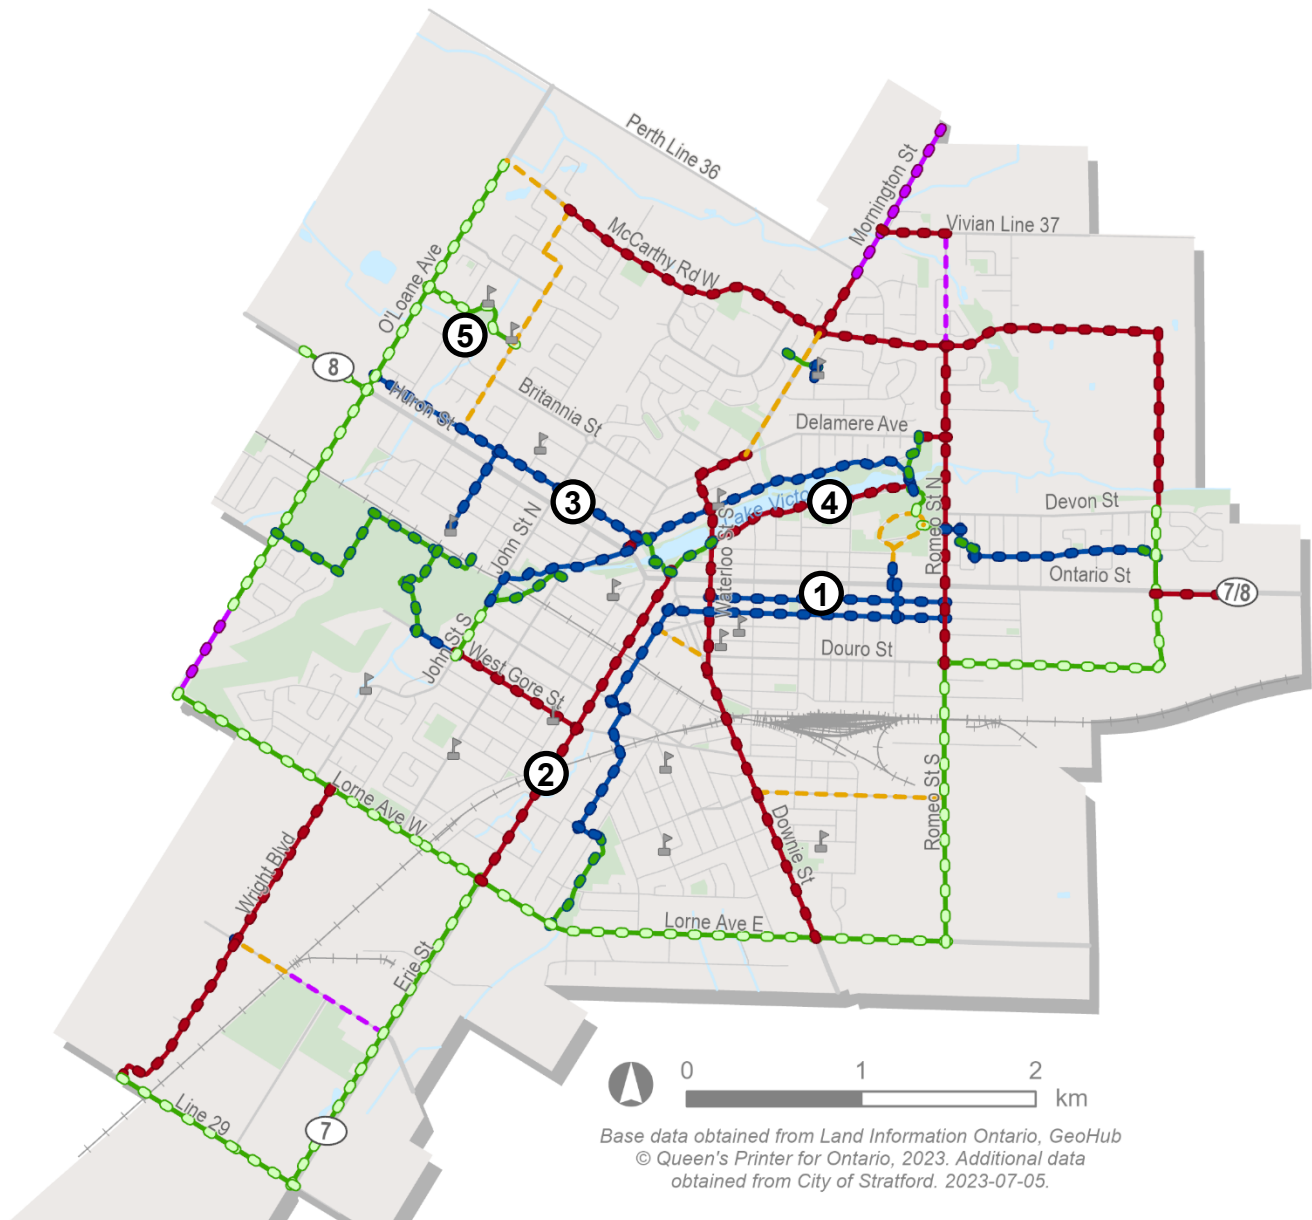 Perth Line 36
Mornington St
Vivian Line 37
McCarthy Rd W
O'Loane Ave
5
8
Huron St
Britannia St
Delamere Ave
3
4
Lake Victo
Devon St
John St N
Waterloo St S
Romeo St N
Ontario St
1
7/8
John St S
West Gore St
Douro St
2
Lorne Ave W
Downie St
Romeo St S
Wright Blvd
Lorne Ave E
Erie St
0 1 2
km
Line 29
7
Base data obtained from Land Information Ontario, GeoHub
© Queen's Printer for Ontario, 2023. Additional data
obtained from City of Stratford. 2023-07-05.